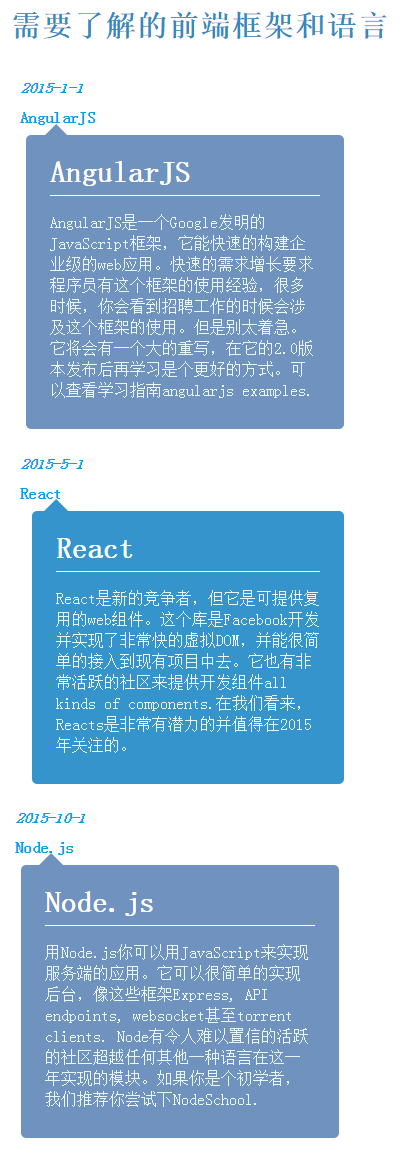 需要了解的前端框架和语言
2015-1-1
AngularJS
AngularJS
AngularJS是一个Google发明的
JavaScript框架，它能快速的构建企
业级的web应用。快速的需求增长要求
程序员有这个框架的使用经验，很多
时候，你会看到招聘工作的时候会涉
及这个框架的使用。但是别太着急。
它将会有一个大的重写，在它的2.0版
本发布后再学习是个更好的方式。可
以查看学习指南angularjs examples.
2015-5-1
React
React
React是新的竞争者，但它是可提供复
用的web组件。这个库是Facebook开发
并实现了非常快的虚拟DOM，并能很简
单的接入到现有项目中去。它也有非
常活跃的社区来提供开发组件all
kinds of components.在我们看来，
Reacts是非常有潜力的并值得在2015
年关注的。
2015-10-1
Node.js
Node.js
用Node.js你可以用JavaScript来实现
服务端的应用。它可以很简单的实现
后台，像这些框架Express, API
endpoints, websocket甚至torrent
clients. Node有令人难以置信的活跃
的社区超越任何其他一种语言在这一
年实现的模块。如果你是个初学者，
我们推荐你尝试下NodeSchool.